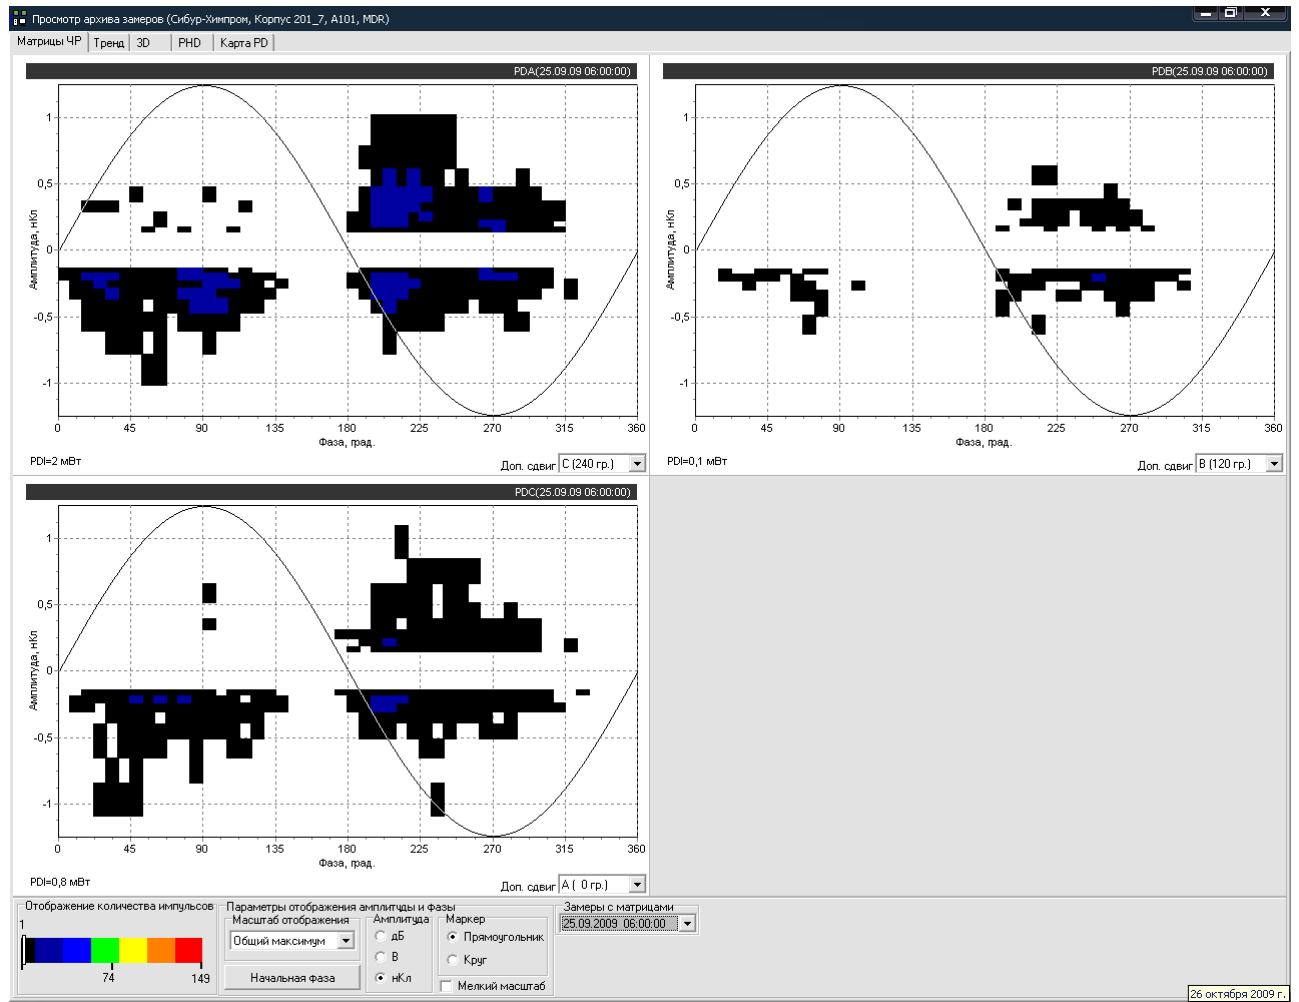 Просмотр архива замеров (Сибур-Химпром, Корпус 201_7, A101, MDR)
Матрицы ЧР Тренд 3D PHD Карта PD
PDA(25.09.09 06:00:00)
1
0,5
0
-0,5
-1
Амплитуда, нКл
0 45 90 135 180 225 270 315 360
Фаза, град.
PDI=2 мВт
Доп. сдвиг C (240 гр.)
PDB(25.09.09 06:00:00)
1
0,5
0
-0,5
-1
Амплитуда, нКл
0 45 90 135 180 225 270 315 360
Фаза, град.
PDI=0,1 мВт
Доп. сдвиг B (120 гр.)
PDC(25.09.09 06:00:00)
1
0,5
0
-0,5
-1
Амплитуда, нКл
0 45 90 135 180 225 270 315 360
Фаза, град.
PDI=0,8 мВт
Доп. сдвиг A ( 0 гр.)
Отображение количества импульсов
1
74
149
Параметры отображения амплитуды и фазы
Масштаб отображения
Общий максимум
Начальная фаза
Амплитуда
дБ
В
нКл
Маркер
Прямоугольник
Круг
Мелкий масштаб
Замеры с матрицами
25.09.2009 06:00:00
26 октября 2009 г.